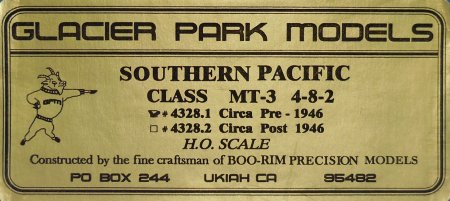 GLACIER PARK MODELS
SOUTHERN PACIFIC
CLASS MT-3 4-8-2
# 4328.1 Circa Pre - 1946
# 4328.2 Circa Post 1946
H.O. SCALE
Constructed by the fine craftsman of BOO-RIM PRECISION MODELS
PO BOX 244 UKIAH CA 95482
GPM